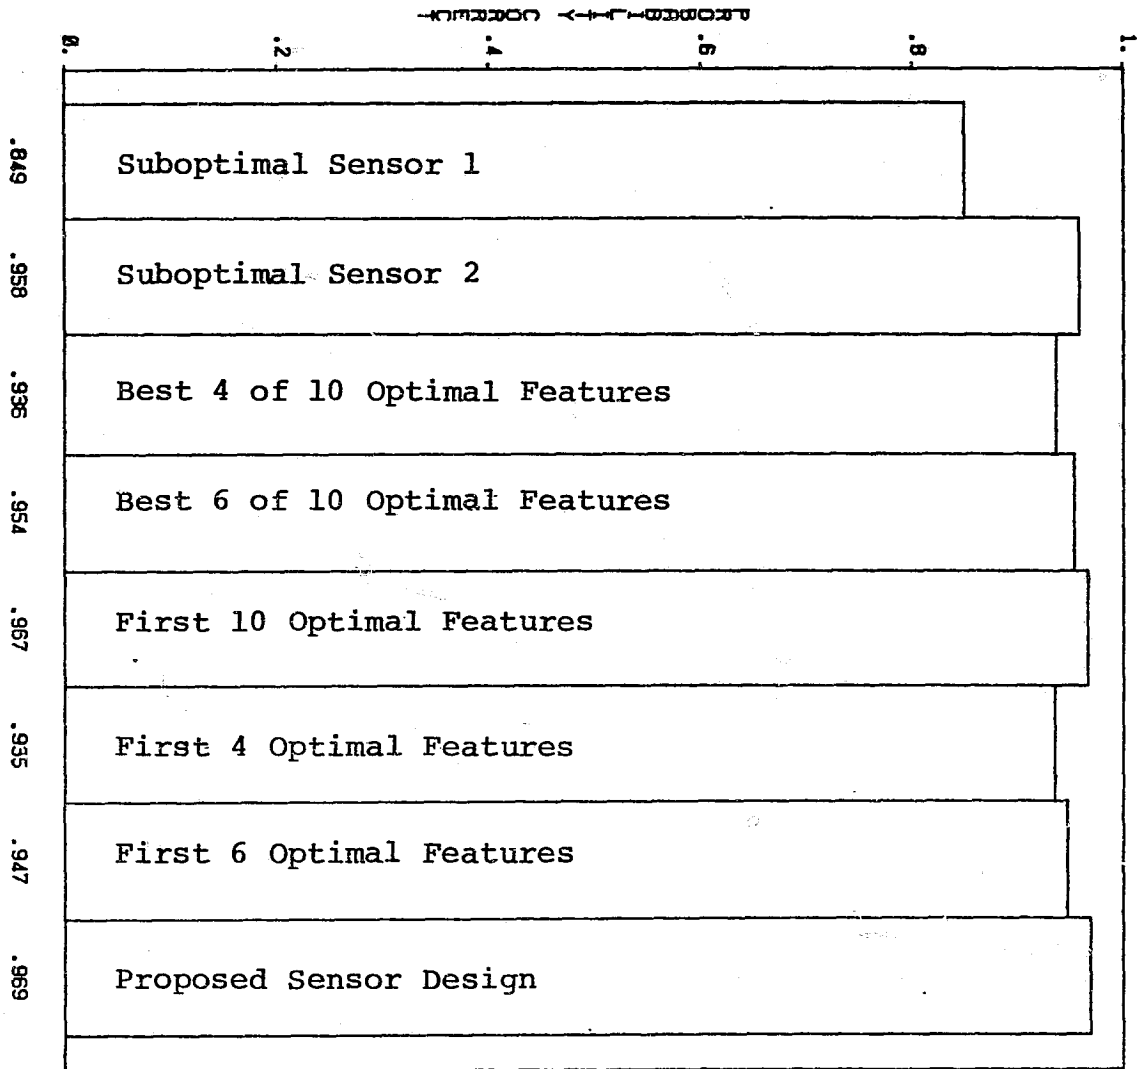 PROBABILITY CORRECT
0. .2 .4 .6 .8 1.
.849 Suboptimal Sensor 1
.958 Suboptimal Sensor 2
.936 Best 4 of 10 Optimal Features
.954 Best 6 of 10 Optimal Features
.967 First 10 Optimal Features
.935 First 4 Optimal Features
.947 First 6 Optimal Features
.969 Proposed Sensor Design